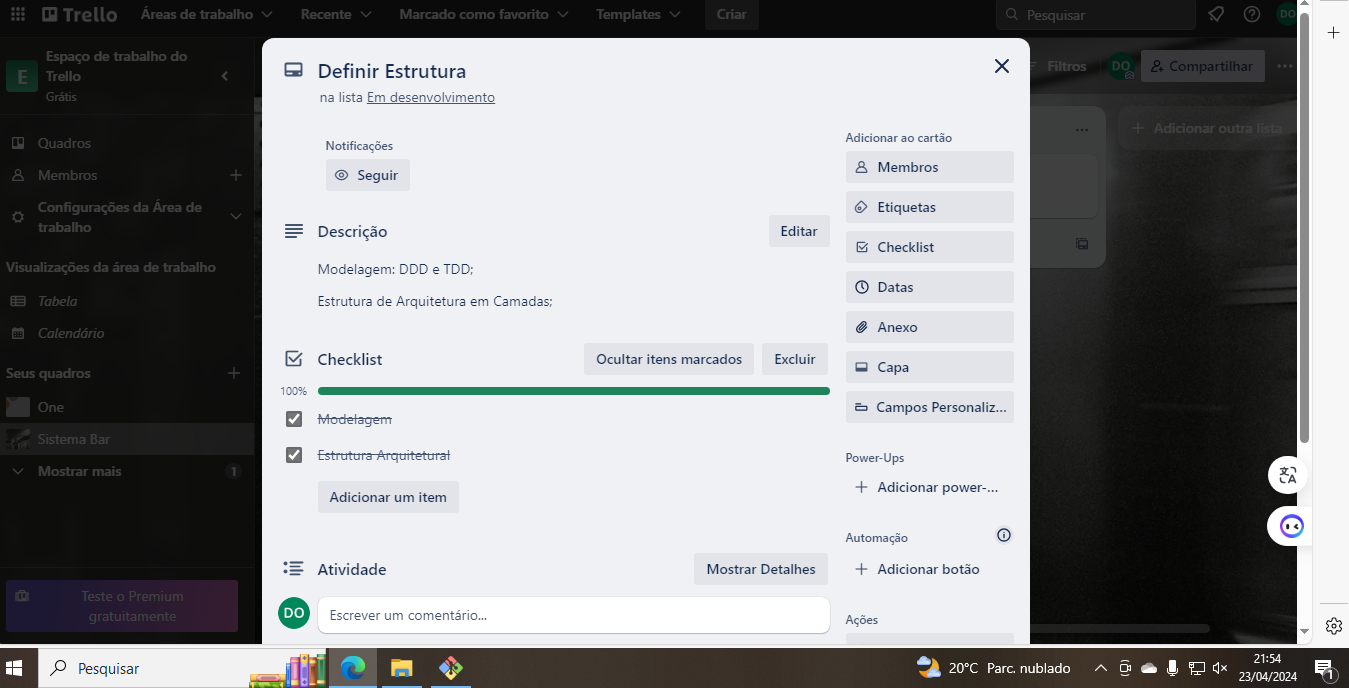 Trello
Áreas de trabalho
Recente
Marcado como favorito
Templates
Criar
Pesquisar
DO
E
Espaço de trabalho do
Trello
Grátis
Quadros
Membros
Configurações da Área de
trabalho
Visualizações da área de trabalho
Tabela
Calendário
Seus quadros
One
Sistema Bar
Mostrar mais
1
Teste o Premium
gratuitamente
Filtros
DO
Compartilhar
Adicionar outra lista
Definir Estrutura
na lista Em desenvolvimento
Notificações
Seguir
Descrição
Editar
Modelagem: DDD e TDD;
Estrutura de Arquitetura em Camadas;
Checklist
Ocultar itens marcados
Excluir
100%
Modelagem
Estrutura Arquitetural
Adicionar um item
Atividade
Mostrar Detalhes
DO
Escrever um comentário...
Adicionar ao cartão
Membros
Etiquetas
Checklist
Datas
Anexo
Capa
Campos Personaliz...
Power-Ups
Adicionar power-...
Automação
Adicionar botão
Ações
Pesquisar
20°C Parc. nublado
21:54
23/04/2024
1